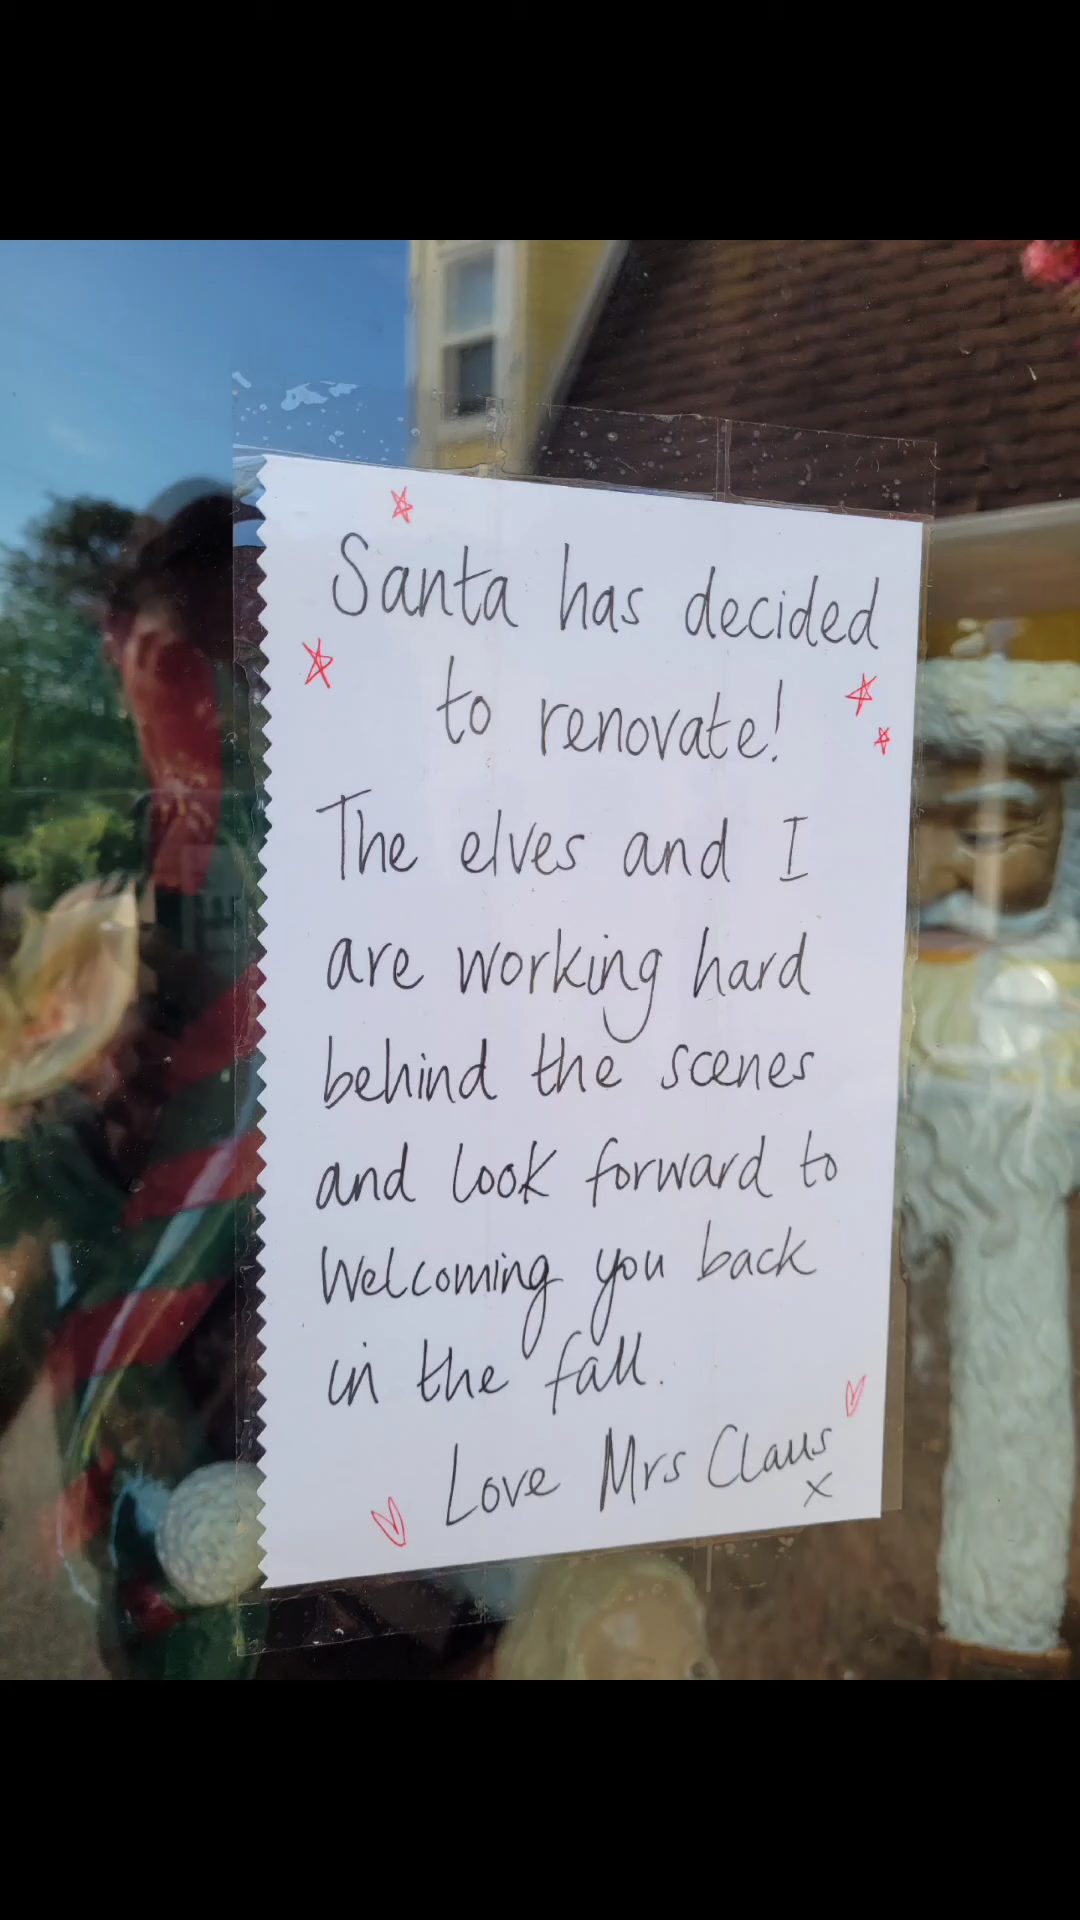 Santa has decided
to renovate!
The elves and I
are working hard
behind the scenes
and look forward to
Welcoming you back
in the fall.
Love Mrs Claus
x